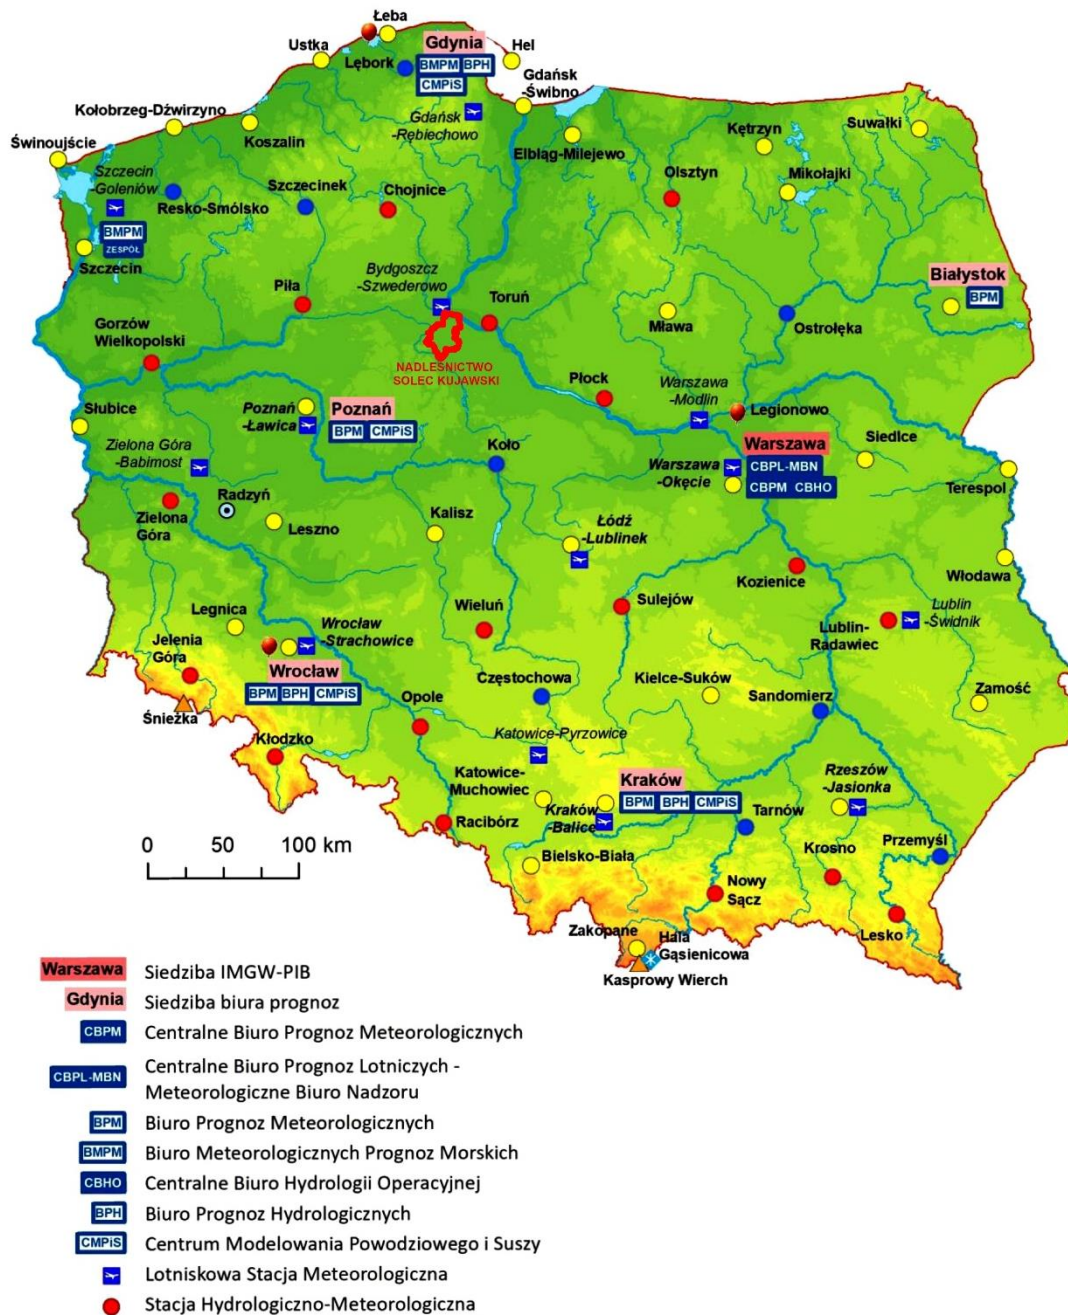 Łeba
Ustka
Gdynia
Hel
Lębork
BMPM BPH
CMPiS
Gdańsk
-Świbno
Kołobrzeg-Dźwirzyno
Gdańsk
-Rębiechowo
Kętrzyn
Suwałki
Świnoujście
Koszalin
Elbląg-Milejewo
Szczecin
-Goleniów
Szczecinek
Chojnice
Olsztyn
Mikołajki
Resko-Smólsko
BMPM
ZESPÓŁ
Szczecin
Bydgoszcz
-Szwederowo
Białystok
BPM
Piła
Toruń
Mława
Ostrołęka
Gorzów
Wielkopolski
NADLEŚNICTWO
SOLEC KUJAWSKI
Płock
Warszawa
-Modlin
Legionowo
Słubice
Poznań
-Ławica
Poznań
BPM CMPiS
Zielona Góra
-Babimost
Koło
Warszawa
-Okęcie
Warszawa
CBPL-MBN
CBPM CBHO
Siedlce
Terespol
Radzyń
Zielona
Góra
Leszno
Kalisz
Łódź
-Lublinek
Kozienice
Włodawa
Legnica
Wrocław
-Strachowice
Wieluń
Sulejów
Lublin
-Świdnik
Lublin-
Radawiec
Jelenia
Góra
Wrocław
BPM BPH CMPiS
Śnieżka
Opole
Częstochowa
Kielce-Suków
Sandomierz
Zamość
Kłodzko
Katowice-Pyrzowice
Katowice-
Muchowiec
Kraków
BPM BPH CMPiS
Kraków
-Balice
Rzeszów
-Jasionka
Racibórz
Tarnów
Przemyśl
Krosno
Bielsko-Biała
Nowy
Sącz
Lesko
Zakopane
Hala
Gąsienicowa
Kasprowy Wierch
0 50 100 km
Warszawa Siedziba IMGW-PIB
Gdynia Siedziba biura prognoz
CBPM Centralne Biuro Prognoz Meteorologicznych
CBPL-MBN Centralne Biuro Prognoz Lotniczych -
Meteorologiczne Biuro Nadzoru
BPM Biuro Prognoz Meteorologicznych
BMPM Biuro Meteorologicznych Prognoz Morskich
CBHO Centralne Biuro Hydrologii Operacyjnej
BPH Biuro Prognoz Hydrologicznych
CMPiS Centrum Modelowania Powodziowego i Suszy
Lotniskowa Stacja Meteorologiczna
Stacja Hydrologiczno-Meteorologiczna